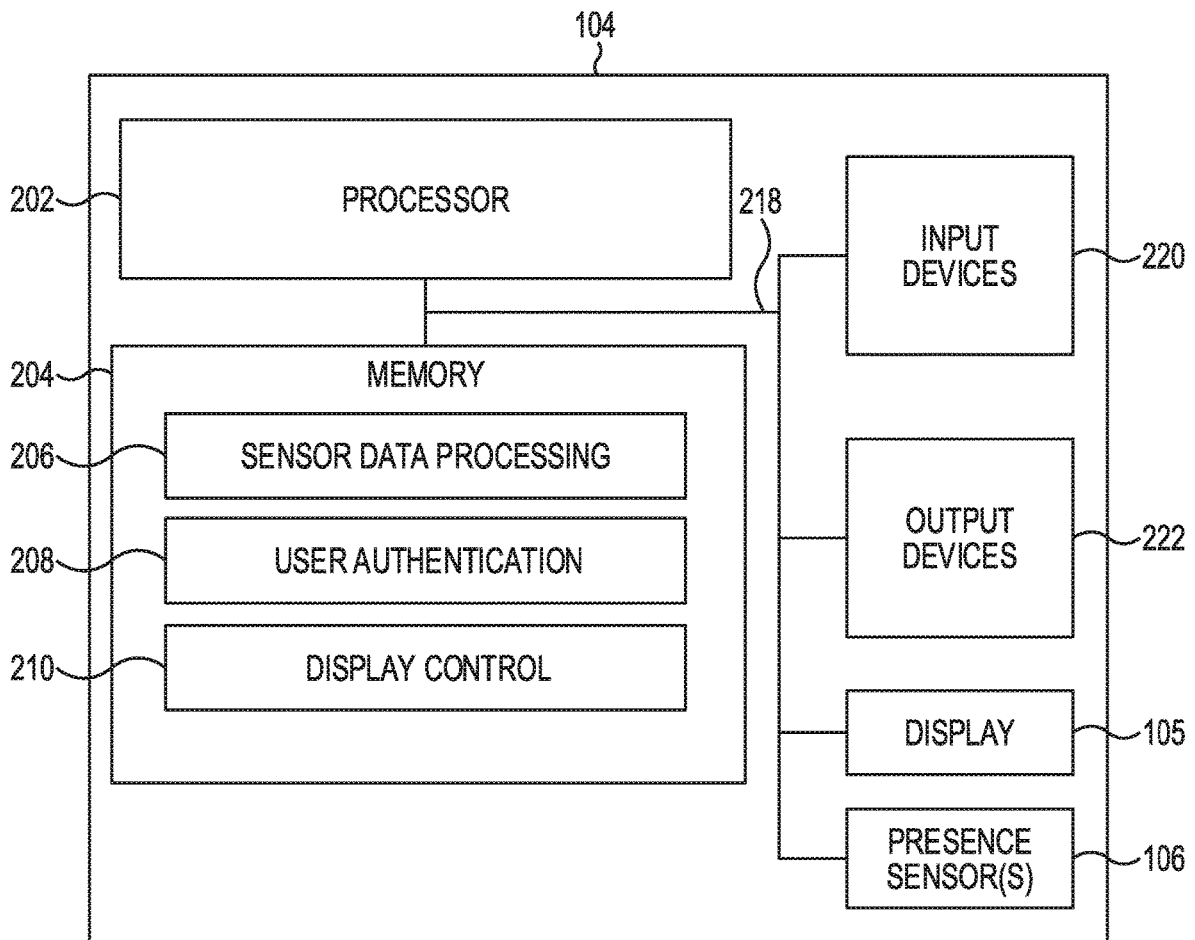 104
202
PROCESSOR
218
INPUT
DEVICES
220
204
MEMORY
206
SENSOR DATA PROCESSING
208
USER AUTHENTICATION
210
DISPLAY CONTROL
OUTPUT
DEVICES
222
DISPLAY
105
PRESENCE
SENSOR(S)
106